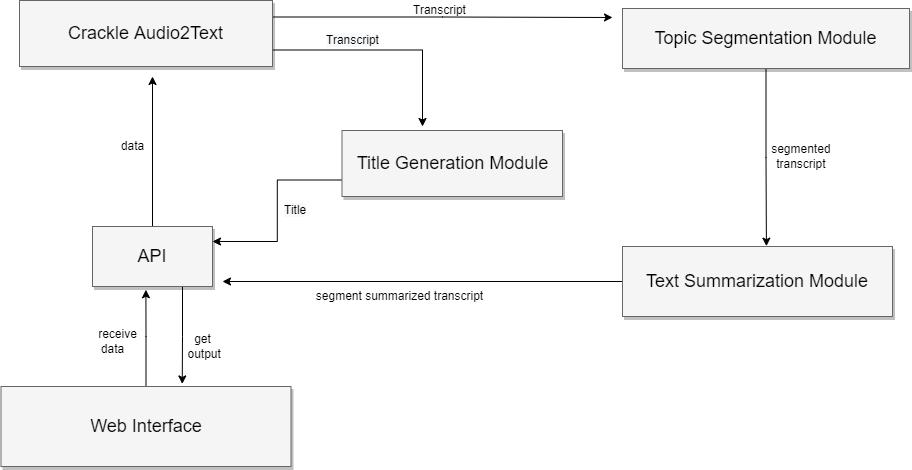 Crackle Audio2Text
Transcript
Topic Segmentation Module
Transcript
data
segmented
transcript
Title Generation Module
Title
API
Text Summarization Module
segment summarized transcript
receive
data
get
output
Web Interface